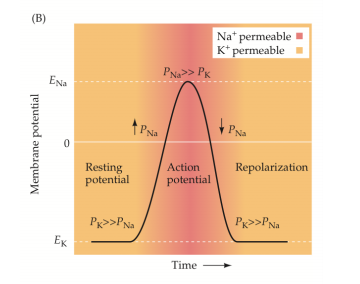 (B)
Na⁺ permeable
K⁺ permeable
E_Na
P_Na>> P_K
↑ P_Na
↓ P_Na
0
Resting
potential
Action
potential
Repolarization
P_K>>P_Na
P_K>>P_Na
E_K
Membrane potential
Time →